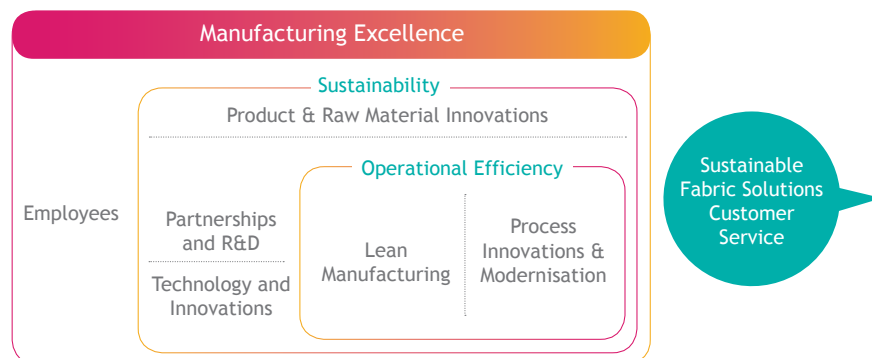 Manufacturing Excellence
Sustainability
Product & Raw Material Innovations
Operational Efficiency
Employees
Partnerships
and R&D
Technology and
Innovations
Lean
Manufacturing
Process
Innovations &
Modernisation
Sustainable
Fabric Solutions
Customer
Service